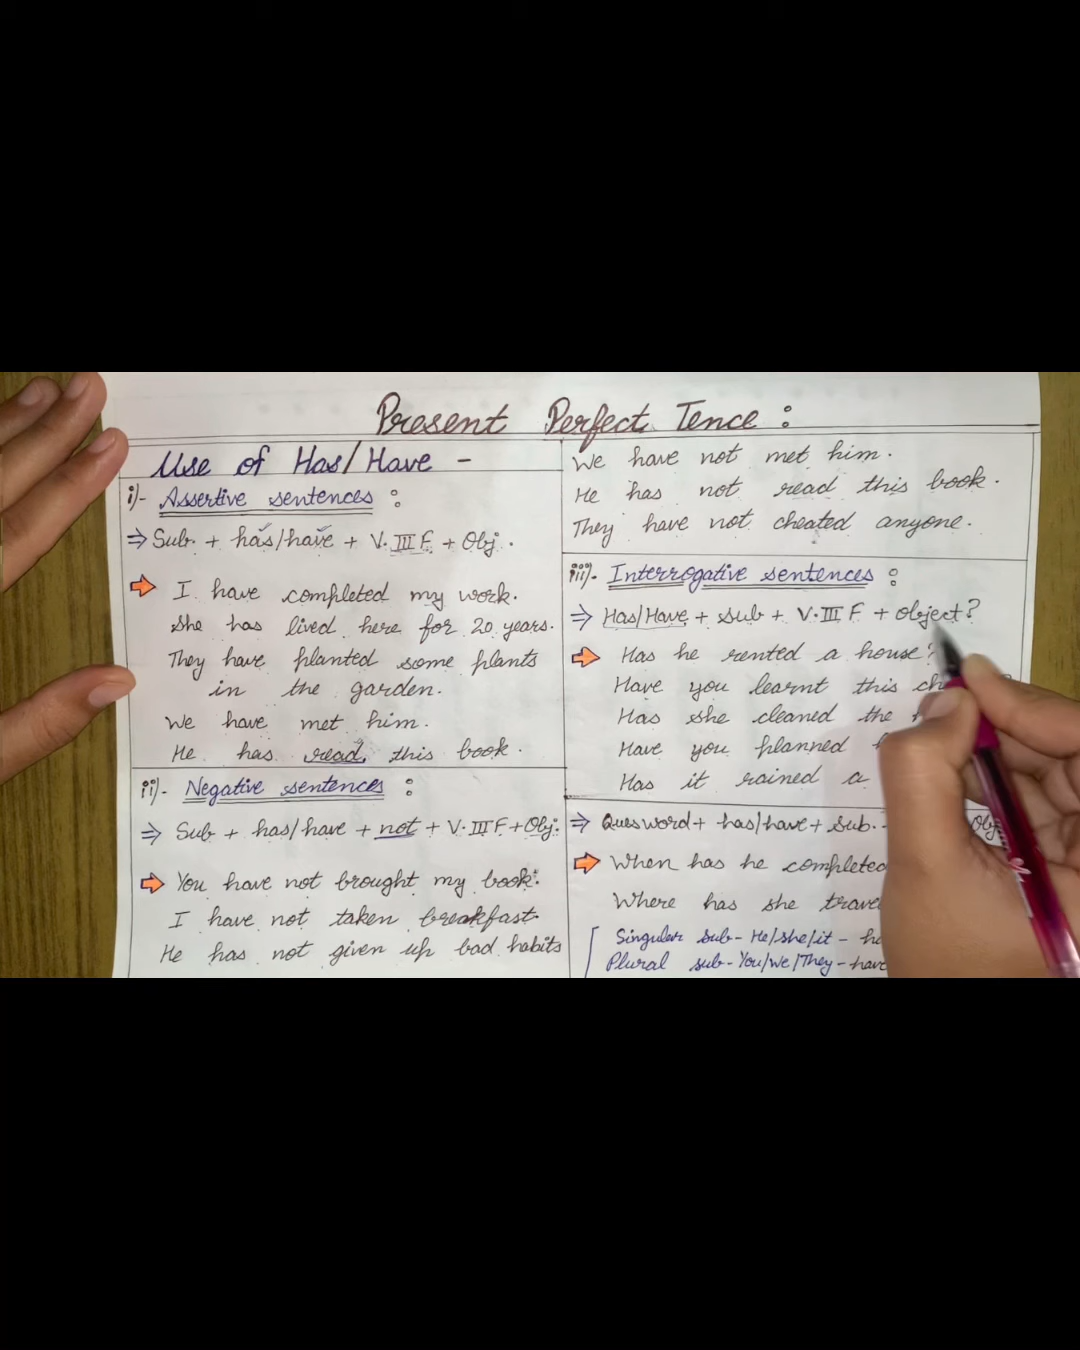 Present Perfect Tence :
Use of Has/Have -
i)- Assertive sentences :
⇒ Sub + has/have + V.III F + Obj.
I have completed my work.
She has lived here for 20 years.
They have planted some plants
in the garden.
We have met him.
He has read this book.
ii)- Negative sentences :
⇒ Sub + has/have + not + V.III F + Obj.
You have not brought my book.
I have not taken breakfast.
He has not given up bad habits
We have not met him.
He has not read this book.
They have not cheated anyone.
iii)- Interrogative sentences :
⇒ Has/Have + sub + V.III F + object?
Has he rented a house?
Have you learnt this
Has she cleaned the
Have you planned
Has it rained a
⇒ Ques word + has/have + sub. Obj
When has he completed
Where has she
Singular sub - He/she/it -
Plural sub - You/we/They - have